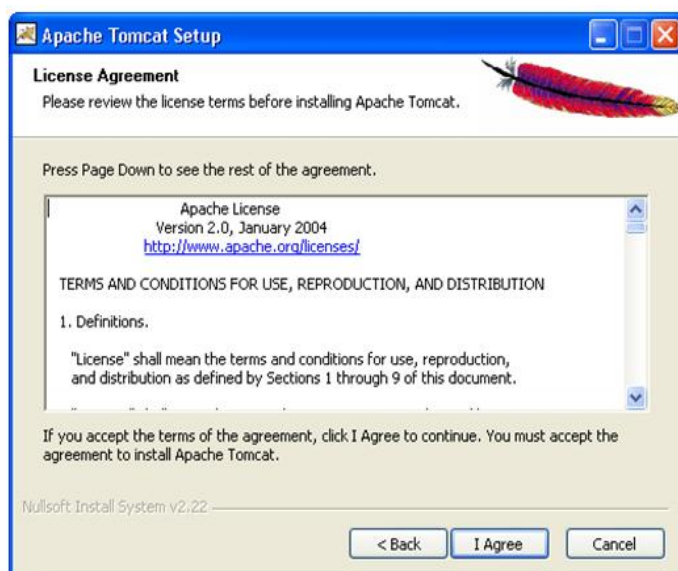 Apache Tomcat Setup
License Agreement
Please review the license terms before installing Apache Tomcat.
Press Page Down to see the rest of the agreement.
Apache License
Version 2.0, January 2004
http://www.apache.org/licenses/
TERMS AND CONDITIONS FOR USE, REPRODUCTION, AND DISTRIBUTION
1. Definitions.
"License" shall mean the terms and conditions for use, reproduction,
and distribution as defined by Sections 1 through 9 of this document.
If you accept the terms of the agreement, click I Agree to continue. You must accept the
agreement to install Apache Tomcat.
Nullsoft Install System v2.22
< Back I Agree Cancel